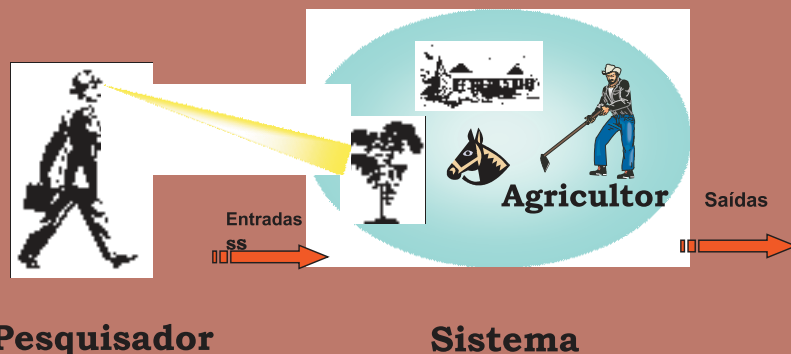 Agricultor
Saídas
Entradas
ss
Pesquisador
Sistema